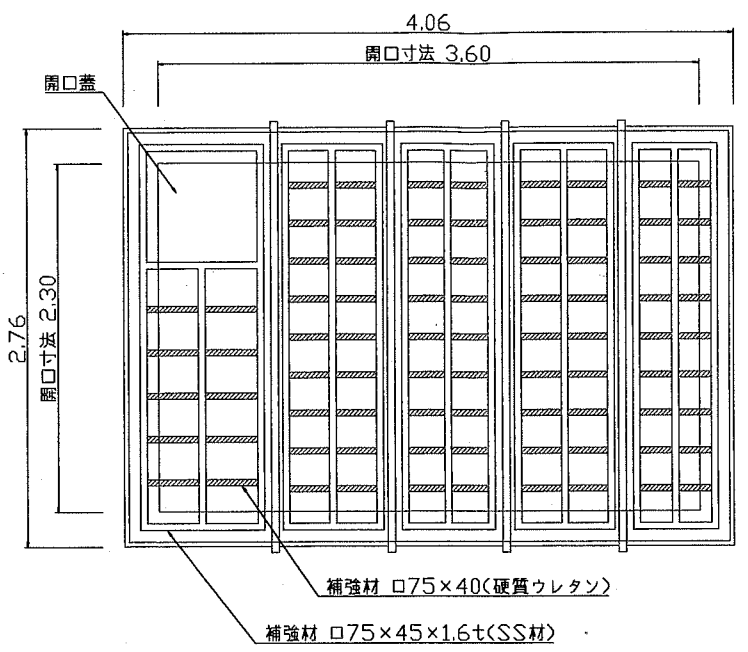 4.06
開口寸法 3.60
開口蓋
2.76
開口寸法 2.30
補強材 口75×40(硬質ウレタン)
補強材 口75×45×1.6t(SS材)